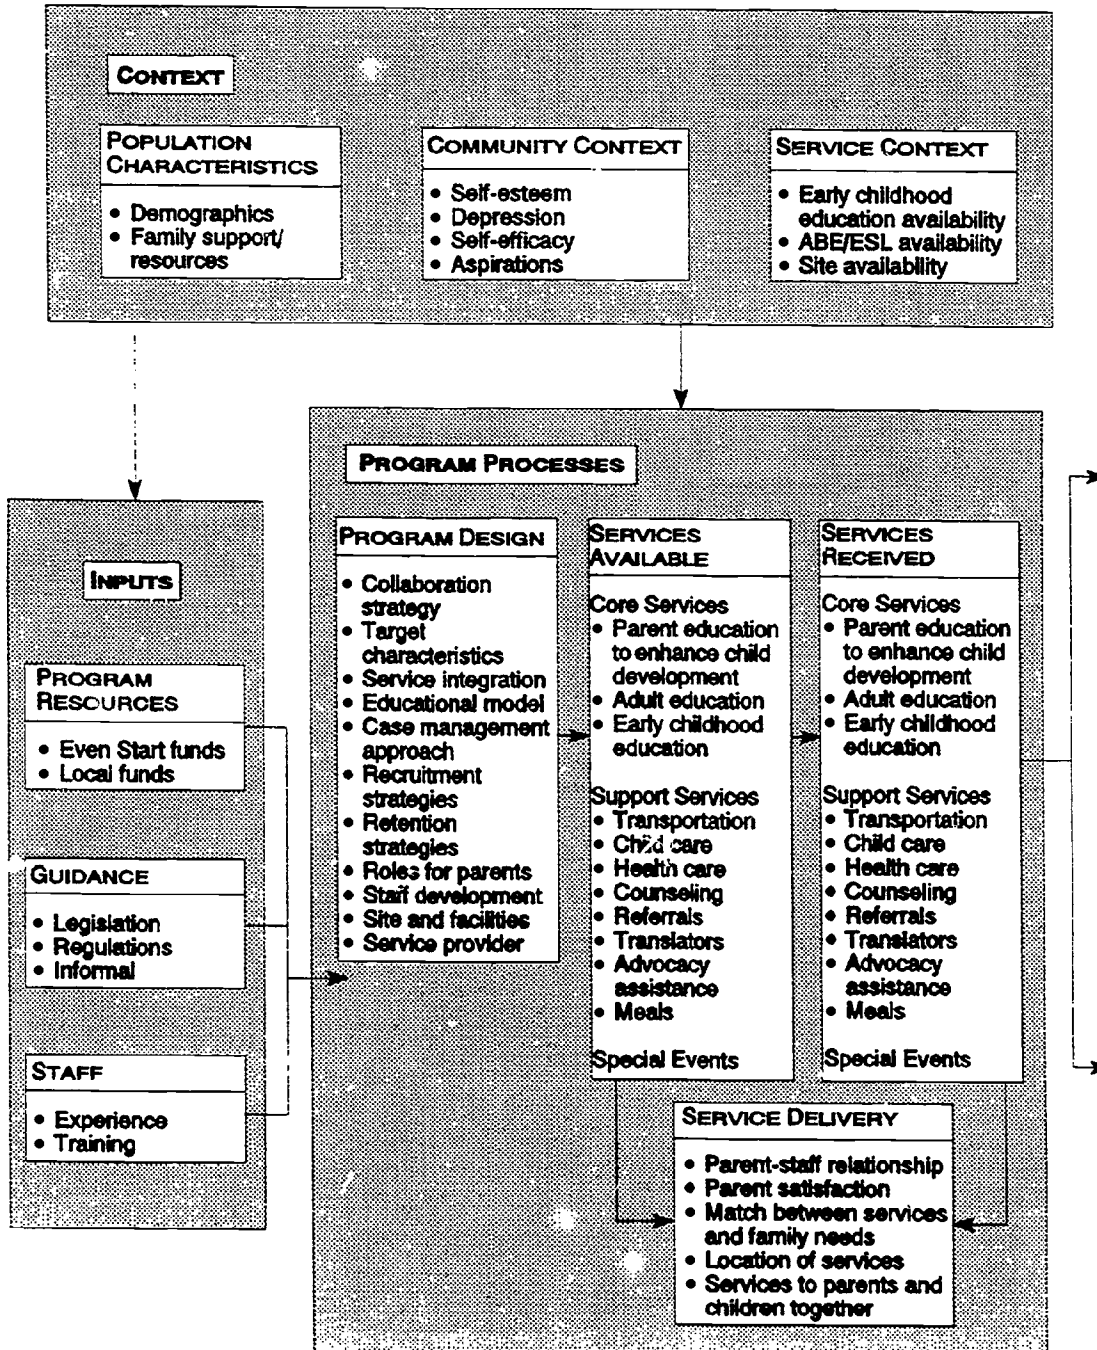 CONTEXT
POPULATION
CHARACTERISTICS
• Demographics
• Family support/
resources
COMMUNITY CONTEXT
• Self-esteem
• Depression
• Self-efficacy
• Aspirations
SERVICE CONTEXT
• Early childhood
education availability
• ABE/ESL availability
• Site availability
INPUTS
PROGRAM
RESOURCES
• Even Start funds
• Local funds
GUIDANCE
• Legislation
• Regulations
• Informal
STAFF
• Experience
• Training
PROGRAM PROCESSES
PROGRAM DESIGN
• Collaboration
strategy
• Target
characteristics
• Service integration
• Educational model
• Case management
approach
• Recruitment
strategies
• Retention
strategies
• Roles for parents
• Staff development
• Site and facilities
• Service provider
SERVICES
AVAILABLE
Core Services
• Parent education
to enhance child
development
• Adult education
• Early childhood
education
Support Services
• Transportation
• Child care
• Health care
• Counseling
• Referrals
• Translators
• Advocacy
assistance
• Meals
Special Events
SERVICES
RECEIVED
Core Services
• Parent education
to enhance child
development
• Adult education
• Early childhood
education
Support Services
• Transportation
• Child care
• Health care
• Counseling
• Referrals
• Translators
• Advocacy
assistance
• Meals
Special Events
SERVICE DELIVERY
• Parent-staff relationship
• Parent satisfaction
• Match between services
and family needs
• Location of services
• Services to parents and
children together